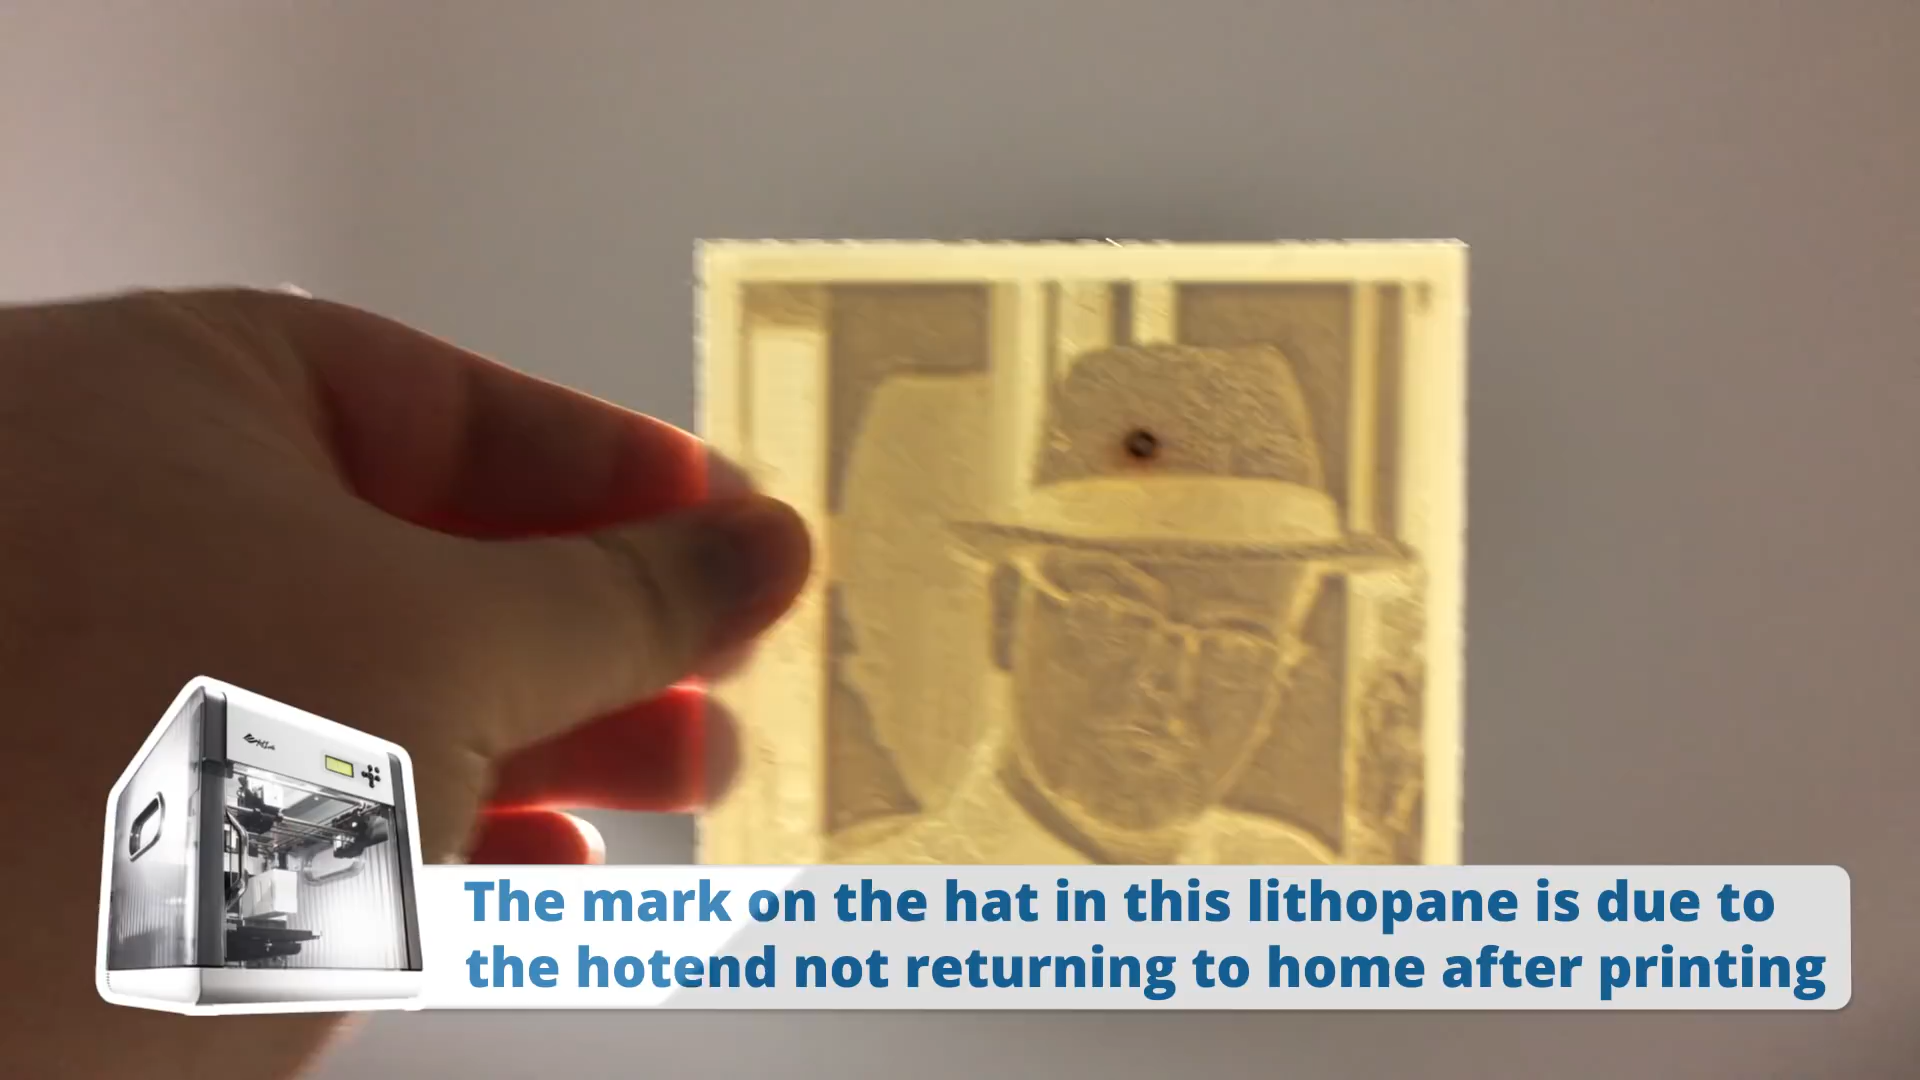 The mark on the hat in this lithopane is due to
the hotend not returning to home after printing